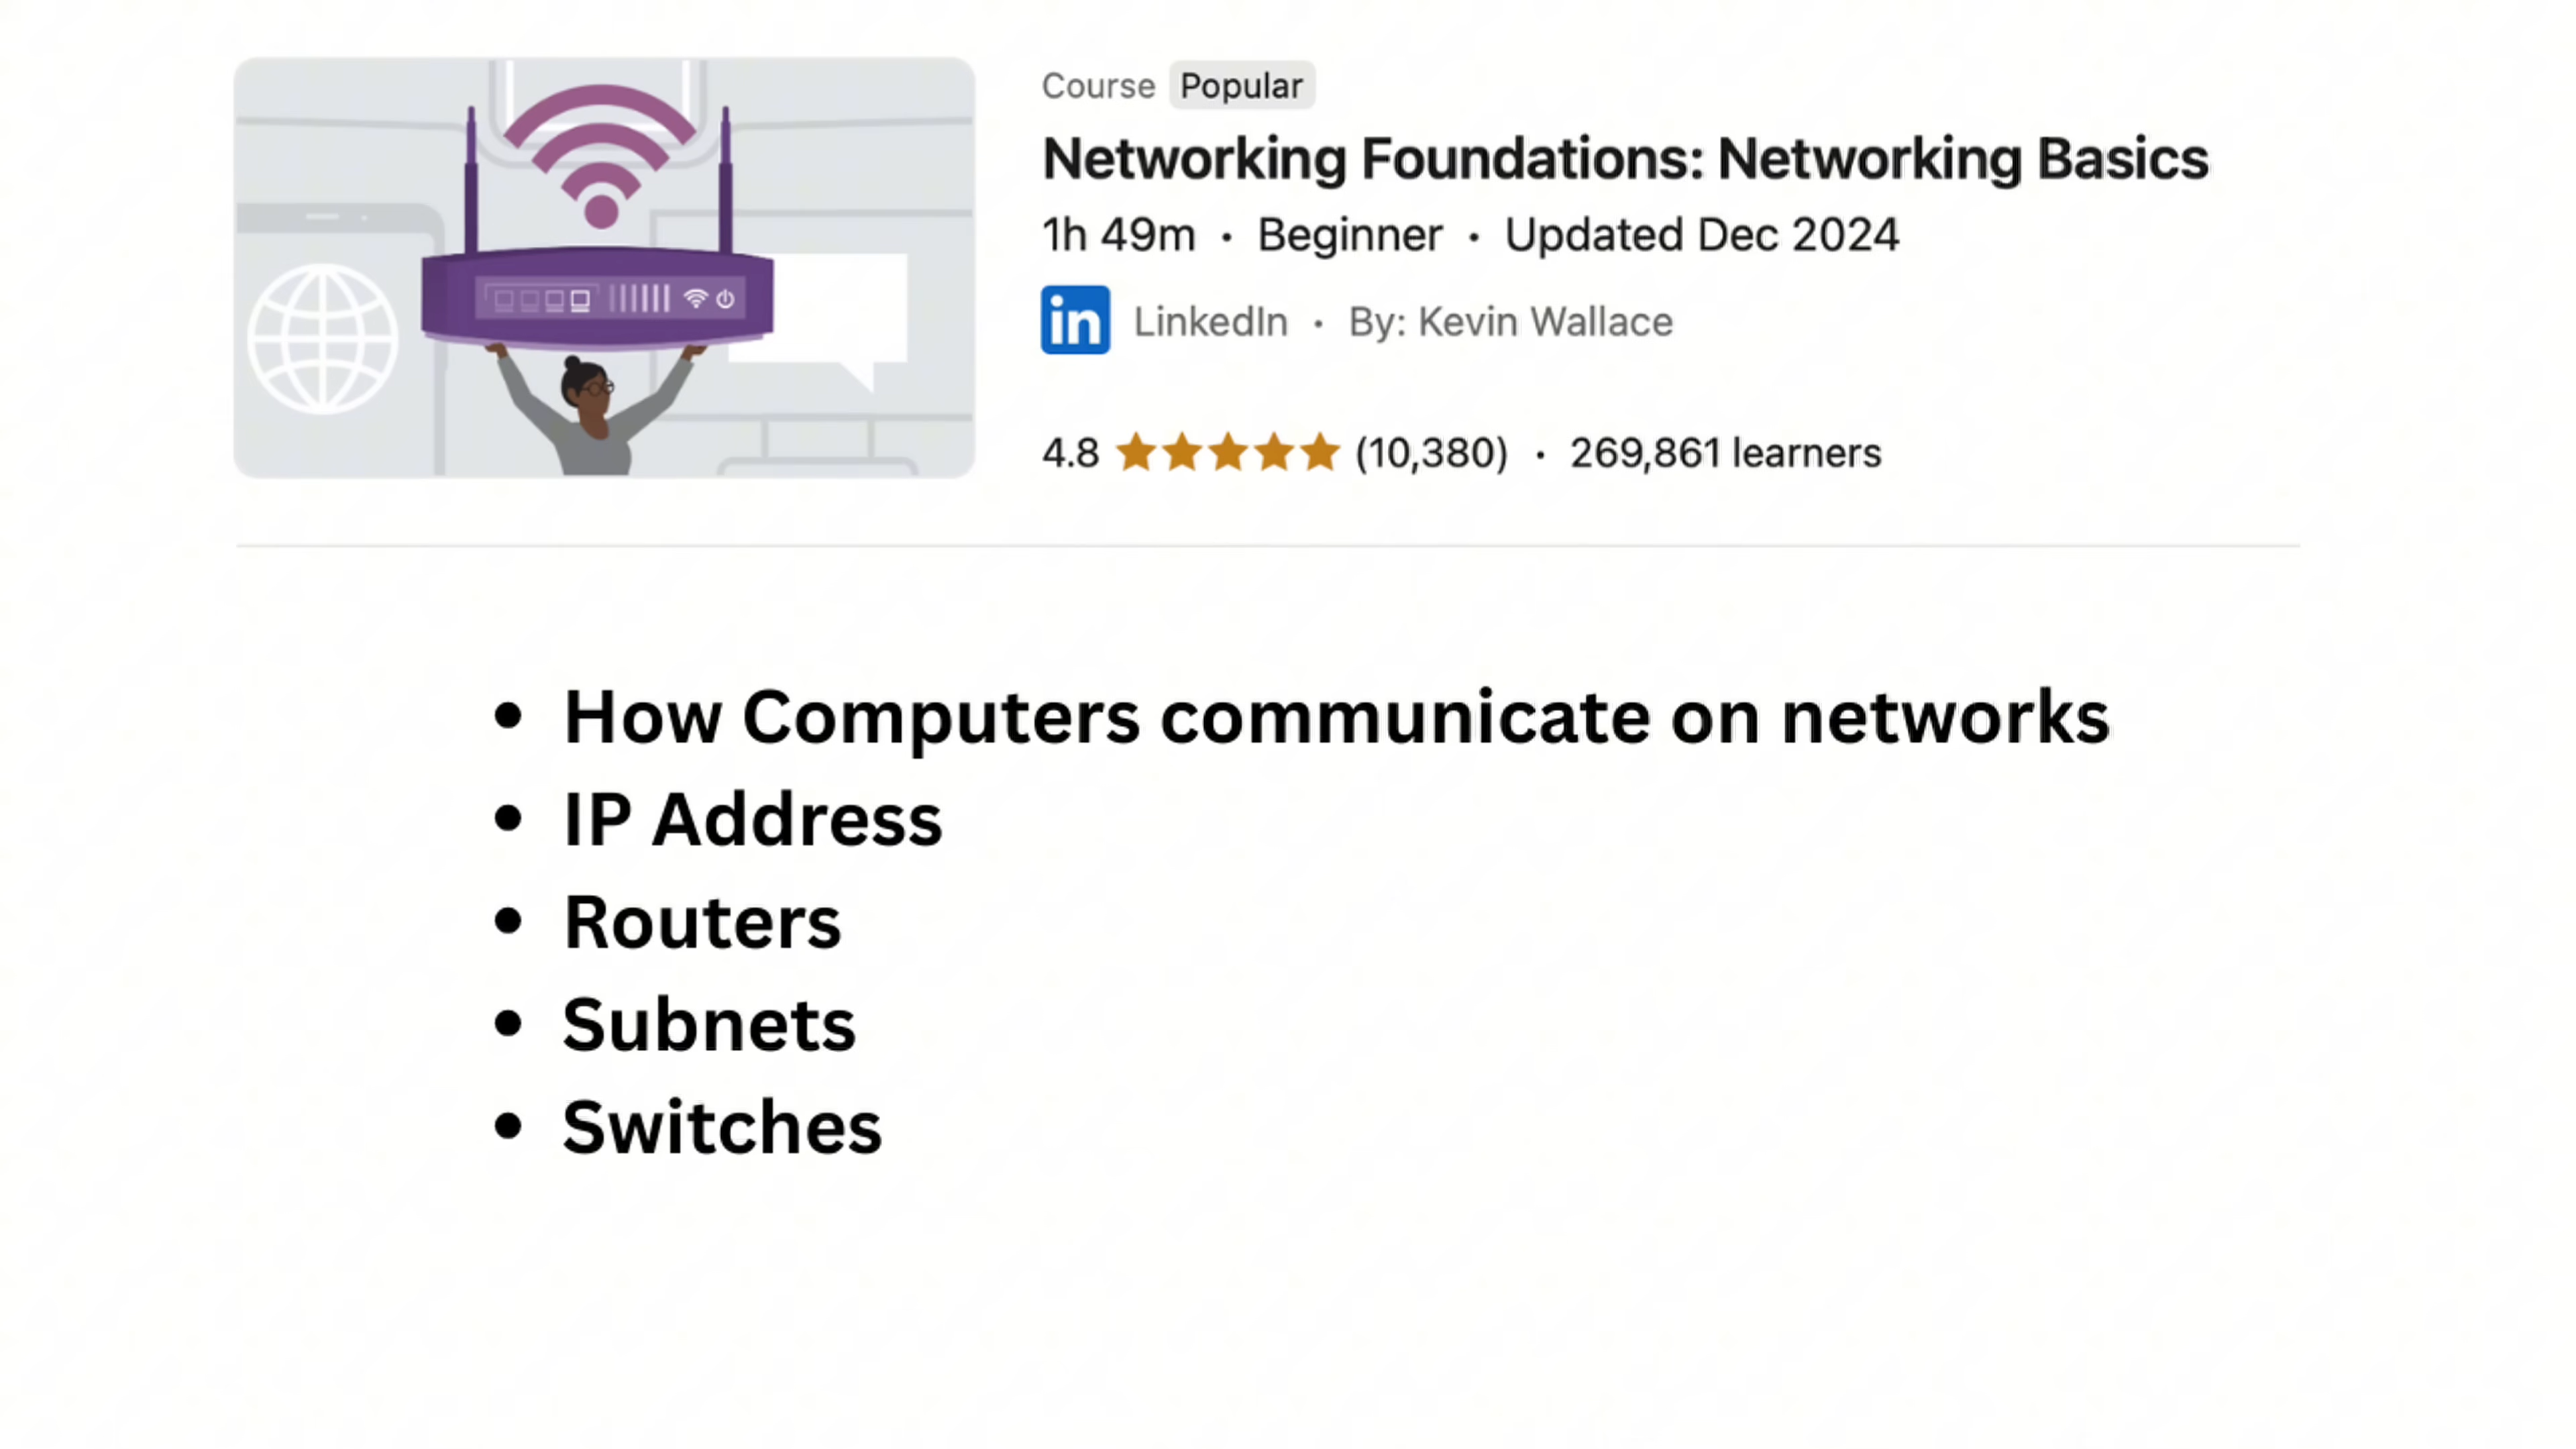 Course Popular
Networking Foundations: Networking Basics
1h 49m · Beginner · Updated Dec 2024
in LinkedIn · By: Kevin Wallace
4.8 ★★★★★ (10,380) · 269,861 learners
• How Computers communicate on networks
• IP Address
• Routers
• Subnets
• Switches